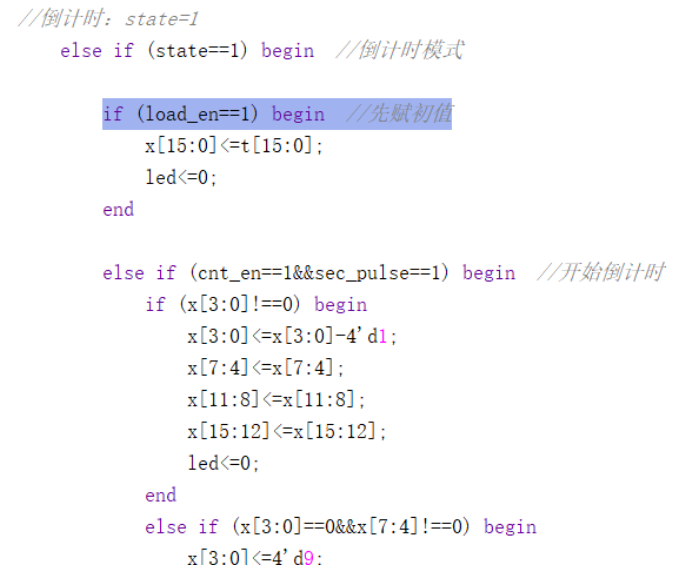 //倒计时：state=1
else if (state==1) begin //倒计时模式
if (load_en==1) begin //先赋初值
x[15:0]<=t[15:0];
led<=0;
end
else if (cnt_en==1&&sec_pulse==1) begin //开始倒计时
if (x[3:0]!==0) begin
x[3:0]<=x[3:0]-4'd1;
x[7:4]<=x[7:4];
x[11:8]<=x[11:8];
x[15:12]<=x[15:12];
led<=0;
end
else if (x[3:0]==0&&x[7:4]!==0) begin
x[3:0]<=4'd9;